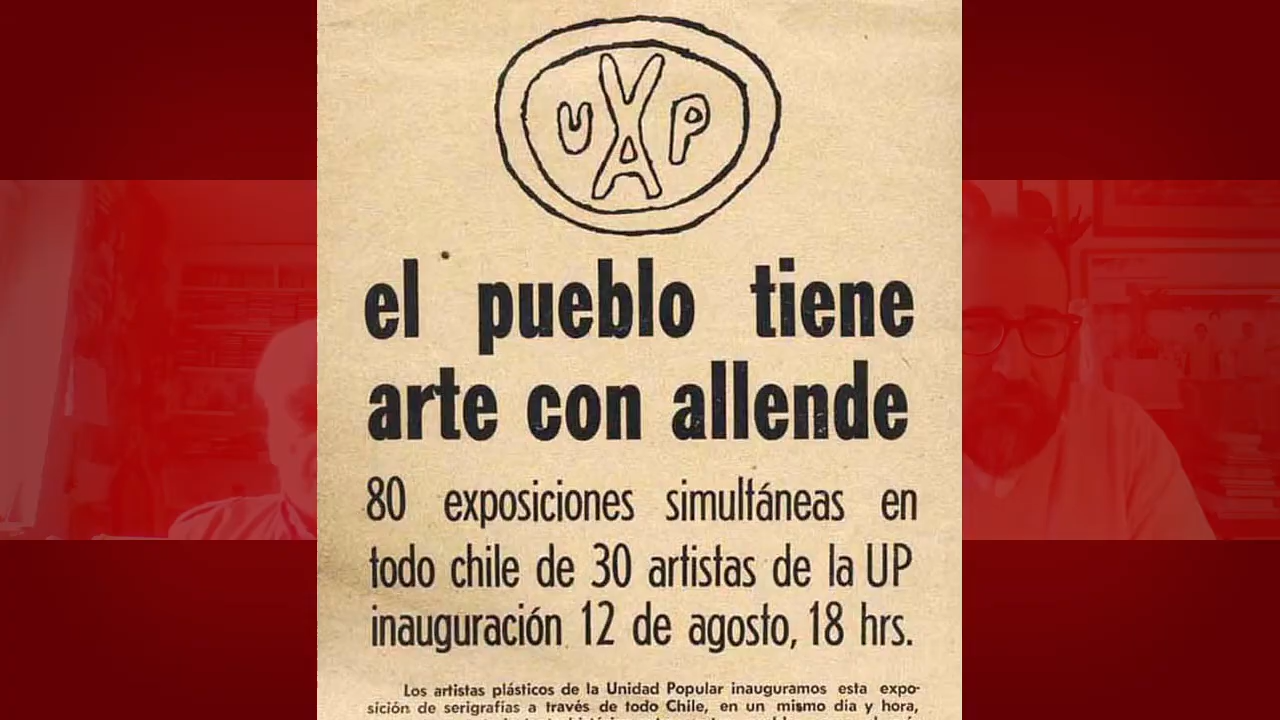 UXAP
el pueblo tiene
arte con allende
80 exposiciones simultáneas en
todo chile de 30 artistas de la UP
inauguración 12 de agosto, 18 hrs.
Los artistas plásticos de la Unidad Popular inauguramos esta expo-
sición de serigrafías a través de todo Chile, en un mismo día y hora,